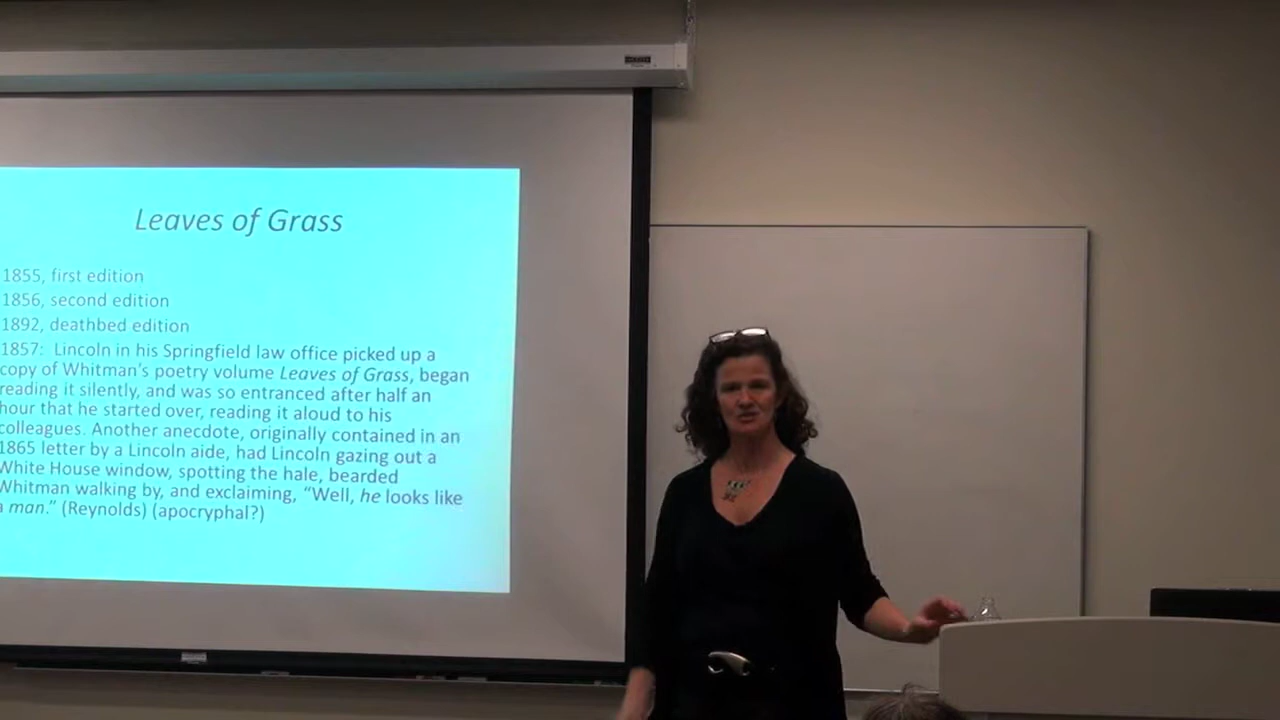 Leaves of Grass
1855, first edition
1856, second edition
1892, deathbed edition
1857: Lincoln in his Springfield law office picked up a
copy of Whitman's poetry volume Leaves of Grass, began
reading it silently, and was so entranced after half an
hour that he started over, reading it aloud to his
colleagues. Another anecdote, originally contained in an
1865 letter by a Lincoln aide, had Lincoln gazing out a
White House window, spotting the hale, bearded
Whitman walking by, and exclaiming, “Well, he looks like
a man.” (Reynolds) (apocryphal?)